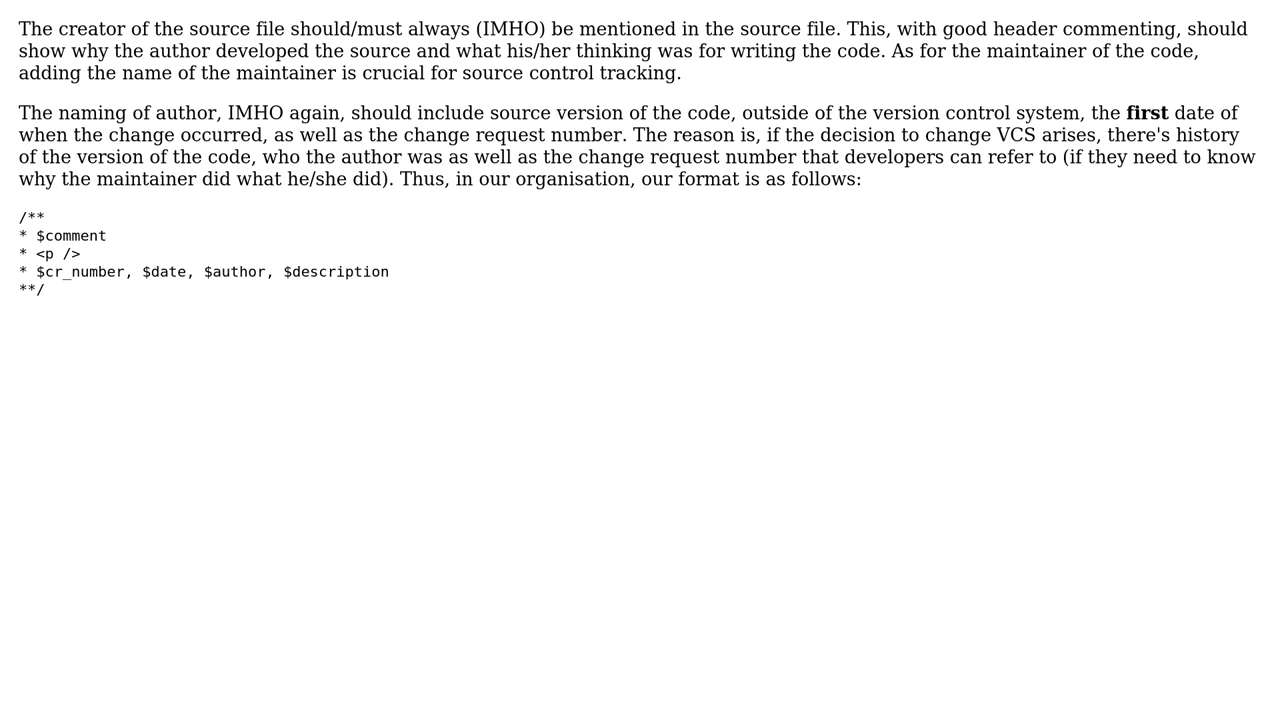 The creator of the source file should/must always (IMHO) be mentioned in the source file. This, with good header commenting, should
show why the author developed the source and what his/her thinking was for writing the code. As for the maintainer of the code,
adding the name of the maintainer is crucial for source control tracking.
The naming of author, IMHO again, should include source version of the code, outside of the version control system, the first date of
when the change occurred, as well as the change request number. The reason is, if the decision to change VCS arises, there's history
of the version of the code, who the author was as well as the change request number that developers can refer to (if they need to know
why the maintainer did what he/she did). Thus, in our organisation, our format is as follows:
/**
* $comment
* <p />
* $cr_number, $date, $author, $description
**/